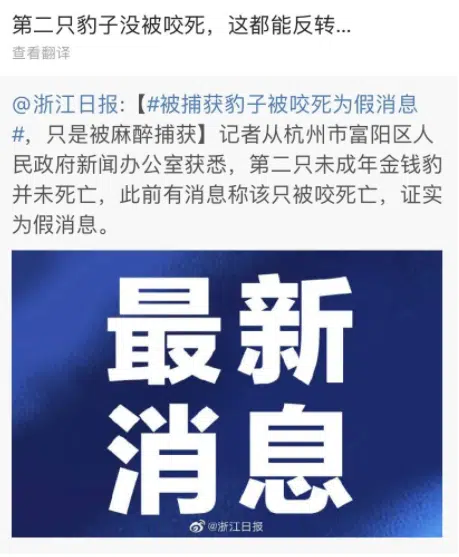 第二只豹子没被咬死，这都能反转...
查看翻译
@浙江日报:【#被捕获豹子被咬死为假消息
#，只是被麻醉捕获】记者从杭州市富阳区人
民政府新闻办公室获悉，第二只未成年金钱豹
并未死亡，此前有消息称该只被咬死亡，证实
为假消息。
最新
消息
@浙江日报